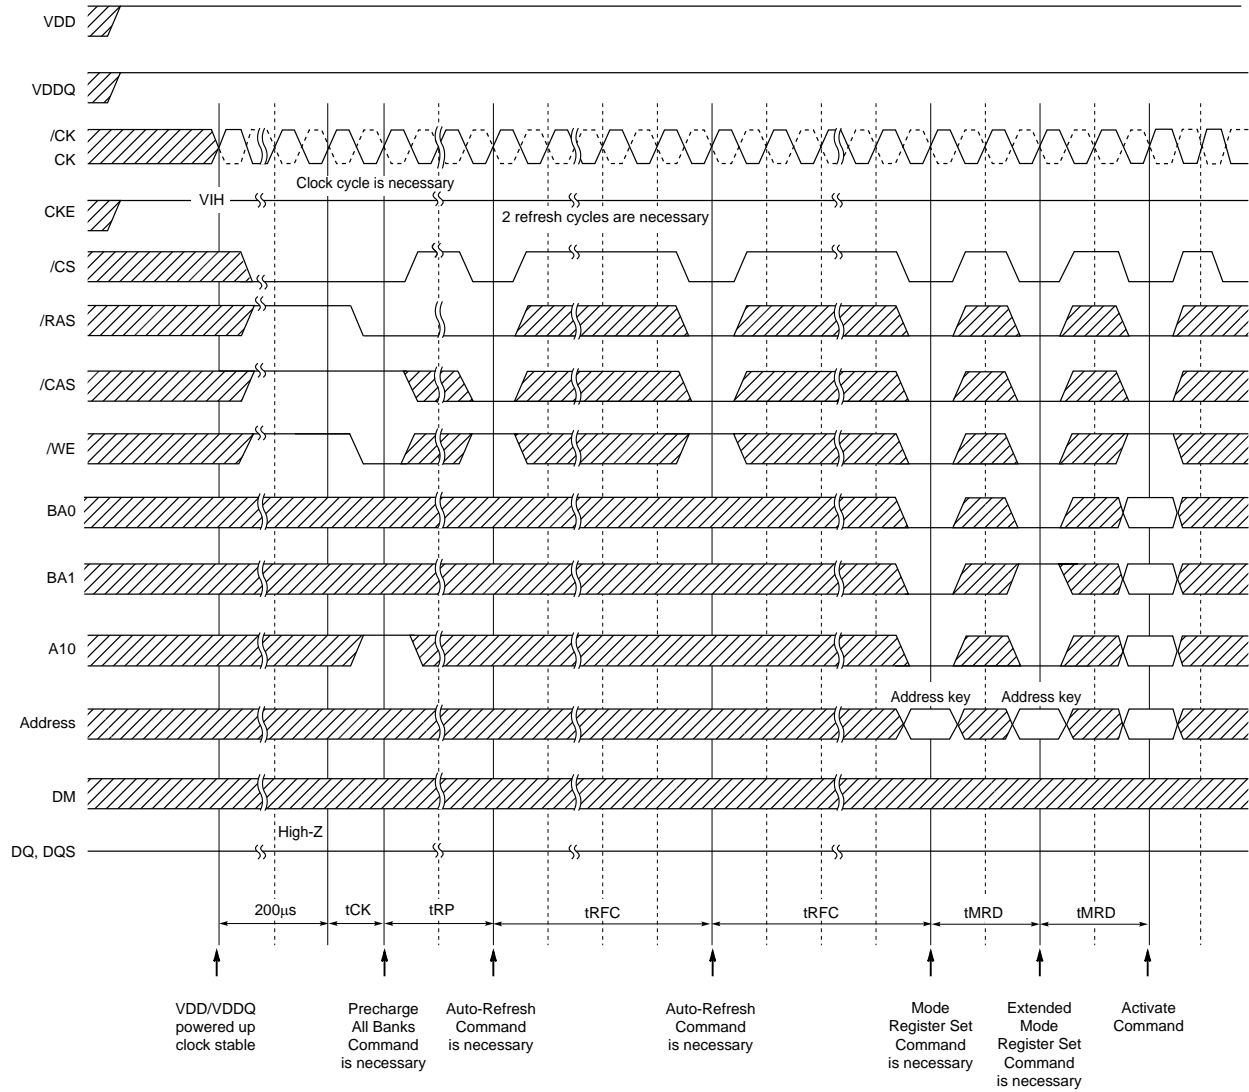 VDD
VDDQ
/CK
CK
Clock cycle is necessary
VIH
CKE
2 refresh cycles are necessary
/CS
/RAS
/CAS
/WE
BA0
BA1
A10
Address key
Address key
Address
DM
High-Z
DQ, DQS
200μs
tCK
tRP
tRFC
tRFC
tMRD
tMRD
VDD/VDDQ
powered up
clock stable
Precharge
All Banks
Command
is necessary
Auto-Refresh
Command
is necessary
Auto-Refresh
Command
is necessary
Mode
Register Set
Command
is necessary
Extended
Mode
Register Set
Command
is necessary
Activate
Command